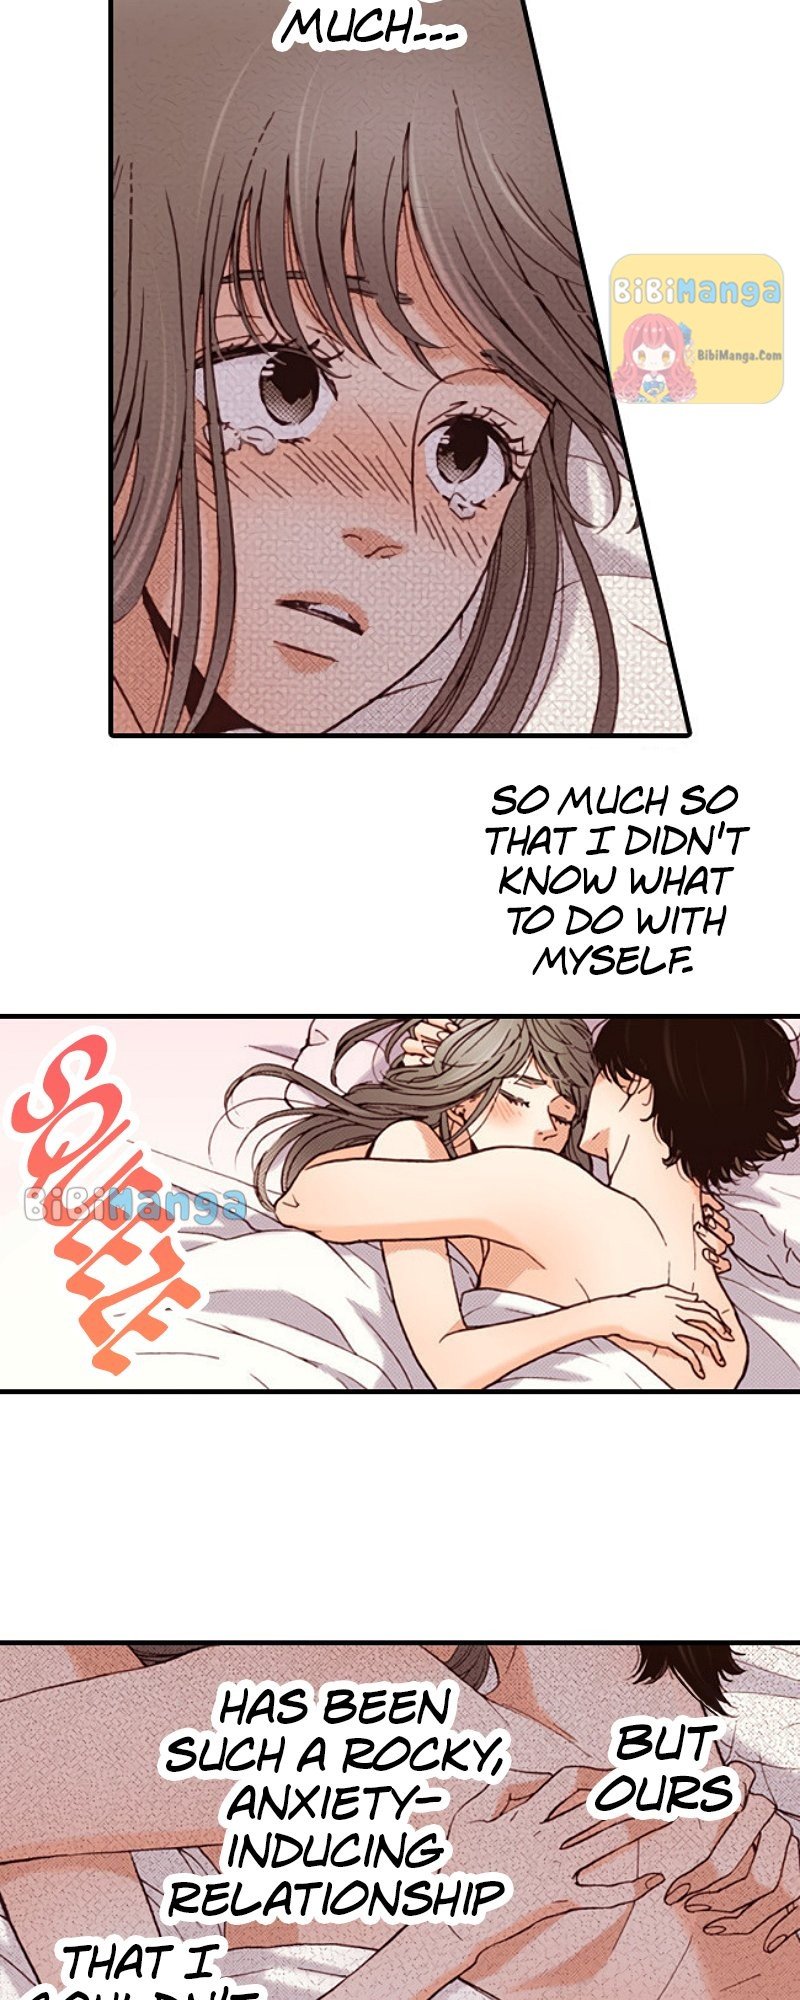 MUCH...
BiBiManga
BibiManga.Com
SO MUCH SO
THAT I DIDN'T
KNOW WHAT
TO DO WITH
MYSELF.
SQUEEZE
BiBiManga
BUT
OURS
HAS BEEN
SUCH A ROCKY,
ANXIETY-
INDUCING
RELATIONSHIP
THAT I
COULDN'T